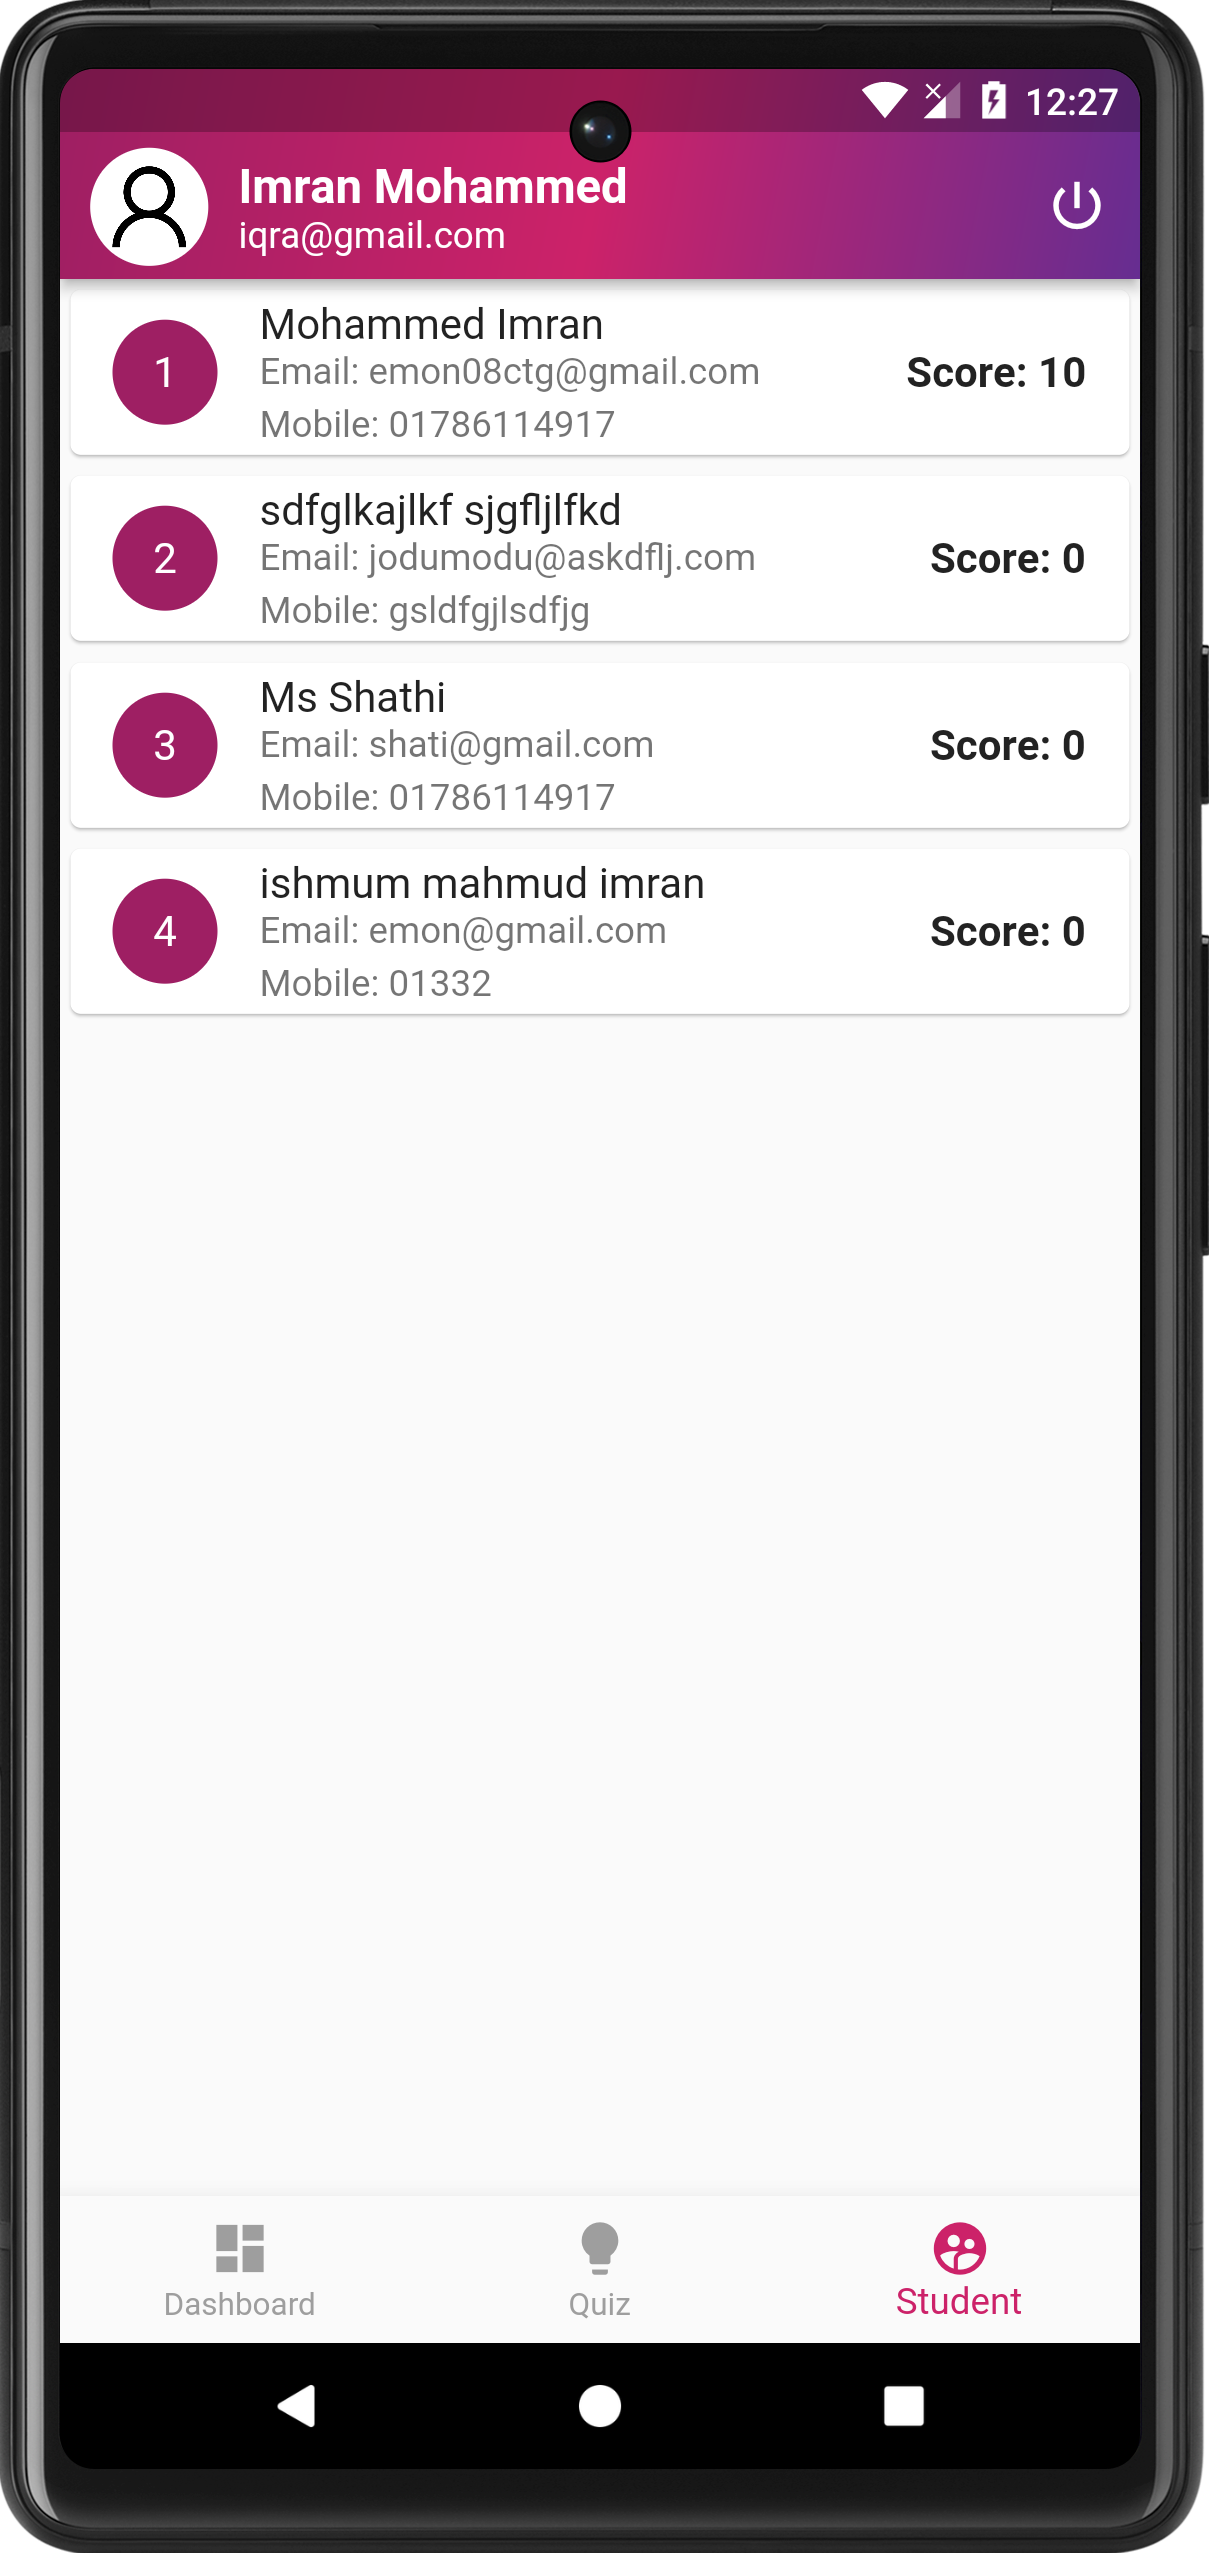 12:27
Imran Mohammed
iqra@gmail.com
1
Mohammed Imran
Email: emon08ctg@gmail.com
Mobile: 01786114917
Score: 10
2
sdfglkajlkf sjgfljlfkd
Email: jodumodu@askdflj.com
Mobile: gsldfgjlsdfjg
Score: 0
3
Ms Shathi
Email: shati@gmail.com
Mobile: 01786114917
Score: 0
4
ishmum mahmud imran
Email: emon@gmail.com
Mobile: 01332
Score: 0
Dashboard
Quiz
Student